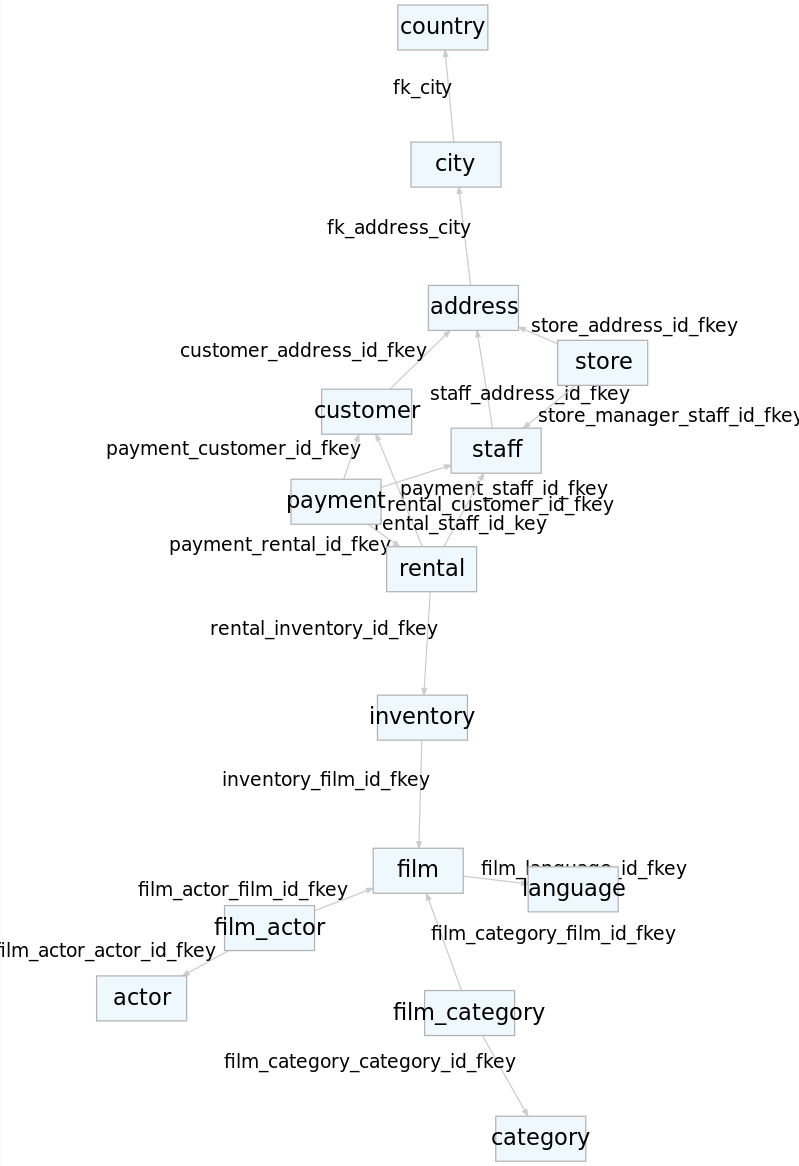 country
fk_city
city
fk_address_city
address
store_address_id_fkey
customer_address_id_fkey
store
staff_address_id_fkey
customer
store_manager_staff_id_fkey
payment_customer_id_fkey
staff
payment_staff_id_fkey
payment
rental_customer_id_fkey
rental_staff_id_key
payment_rental_id_fkey
rental
rental_inventory_id_fkey
inventory
inventory_film_id_fkey
film
film_language_id_fkey
language
film_actor_film_id_fkey
film_actor
film_category_film_id_fkey
film_actor_actor_id_fkey
actor
film_category
film_category_category_id_fkey
category